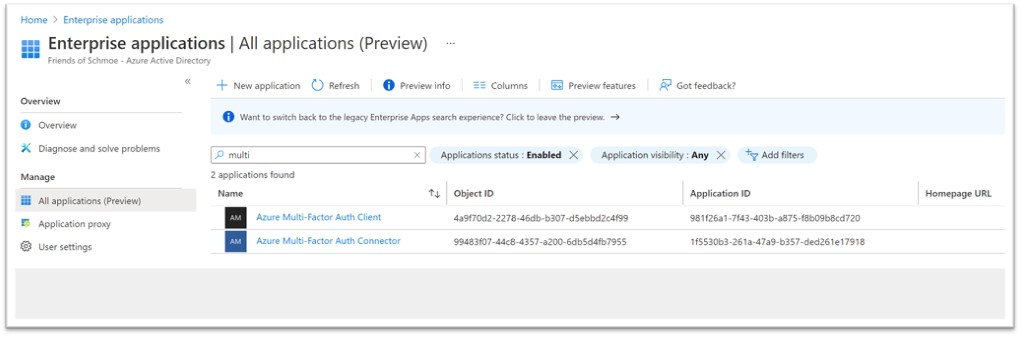 Home > Enterprise applications
Enterprise applications | All applications (Preview) ...
Friends of Schmoe - Azure Active Directory
«
Overview
Overview
Diagnose and solve problems
Manage
All applications (Preview)
Application proxy
User settings
+ New application Refresh Preview info Columns Preview features Got feedback?
Want to switch back to the legacy Enterprise Apps search experience? Click to leave the preview. →
multi × Applications status : Enabled × Application visibility : Any × Add filters
2 applications found
Name ↑↓ Object ID Application ID Homepage URL
AM Azure Multi-Factor Auth Client 4a9f70d2-2278-46db-b307-d5ebbd2c4f99 981f26a1-7f43-403b-a875-f8b09b8cd720
AM Azure Multi-Factor Auth Connector 99483f07-44c8-4357-a200-6db5d4fb7955 1f5530b3-261a-47a9-b357-ded261e17918